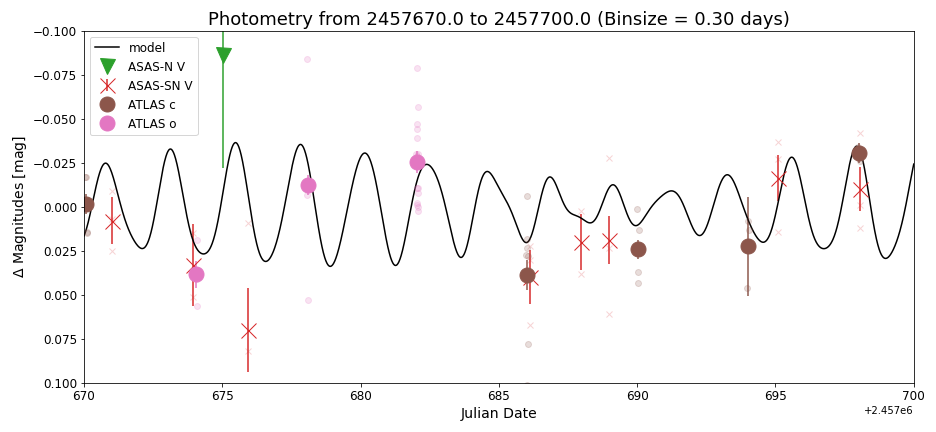 Photometry from 2457670.0 to 2457700.0 (Binsize = 0.30 days)
Δ Magnitudes [mag]
−0.100
−0.075
−0.050
−0.025
0.000
0.025
0.050
0.075
0.100
model
ASAS-N V
ASAS-SN V
ATLAS c
ATLAS o
670
675
680
685
690
695
700
+2.457e6
Julian Date